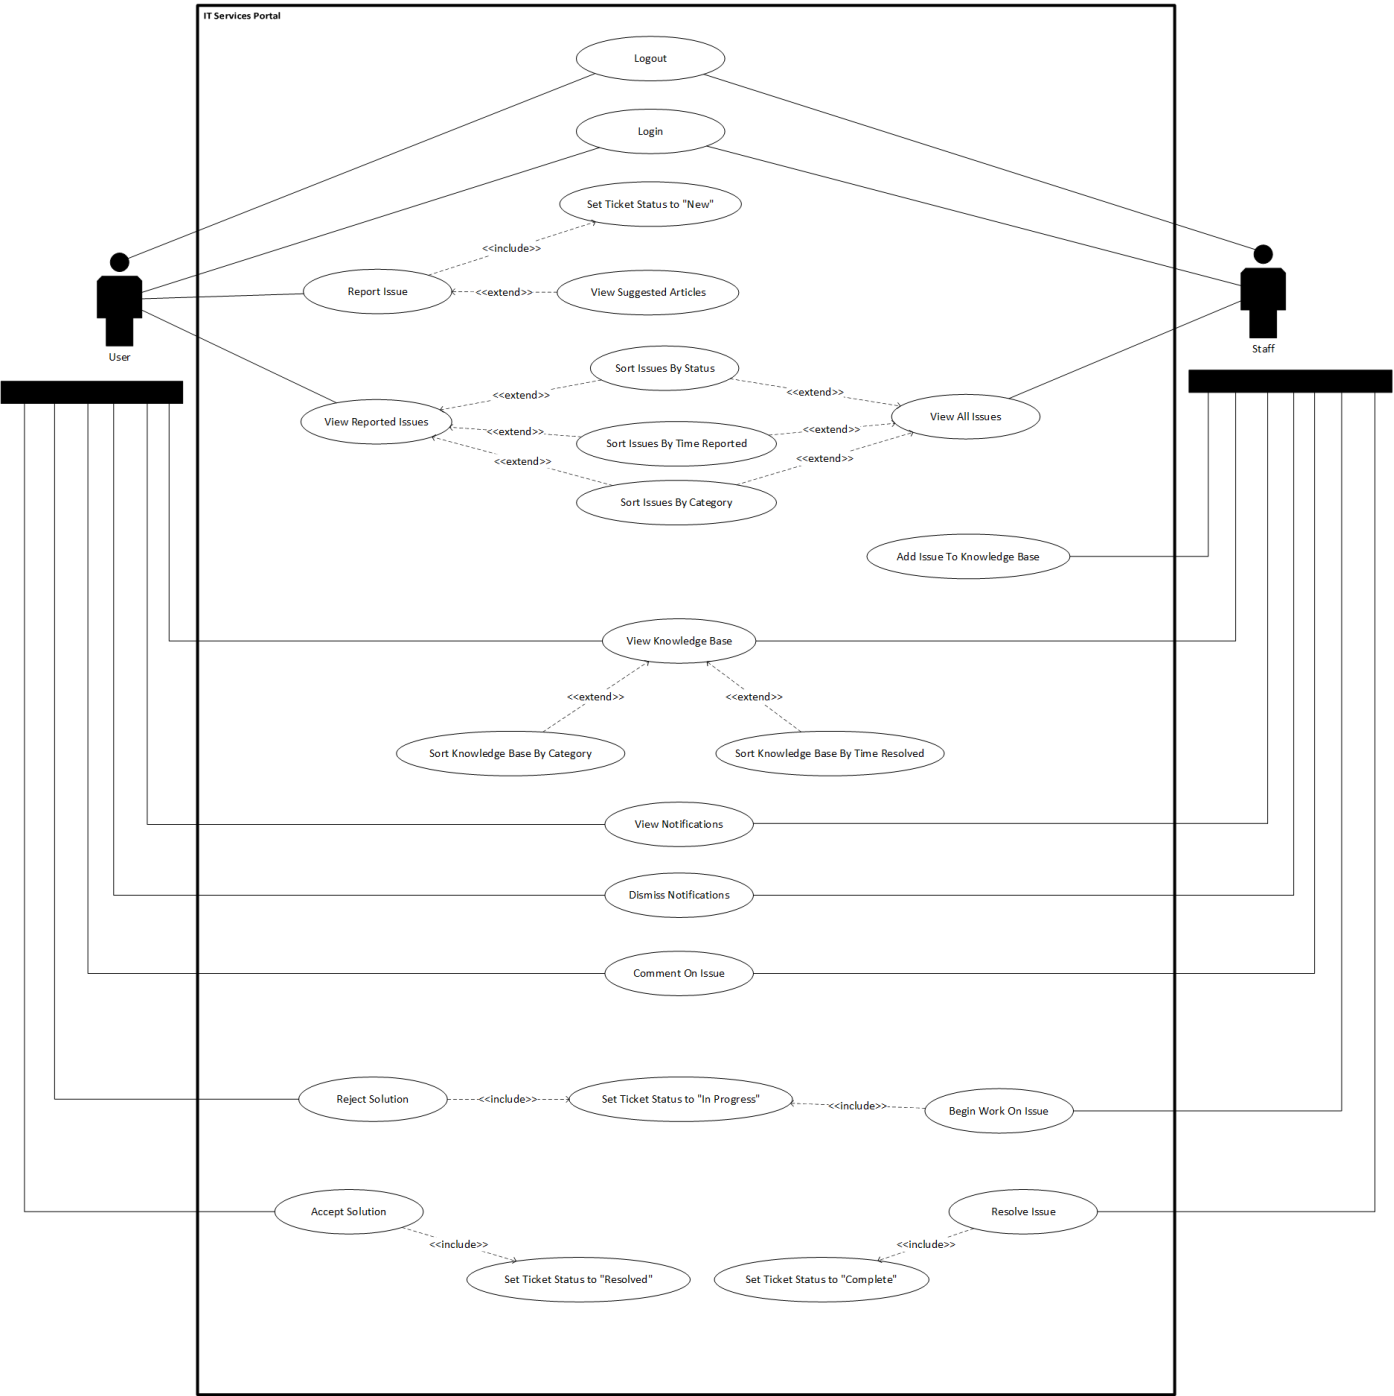 IT Services Portal
Logout
Login
Set Ticket Status to "New"
<<include>>
Report Issue
<<extend>>
View Suggested Articles
User
Staff
Sort Issues By Status
<<extend>>
<<extend>>
View Reported Issues
View All Issues
<<extend>>
Sort Issues By Time Reported
<<extend>>
<<extend>>
<<extend>>
Sort Issues By Category
Add Issue To Knowledge Base
View Knowledge Base
<<extend>>
<<extend>>
Sort Knowledge Base By Category
Sort Knowledge Base By Time Resolved
View Notifications
Dismiss Notifications
Comment On Issue
Reject Solution
<<include>>
Set Ticket Status to "In Progress"
<<include>>
Begin Work On Issue
Accept Solution
Resolve Issue
<<include>>
<<include>>
Set Ticket Status to "Resolved"
Set Ticket Status to "Complete"